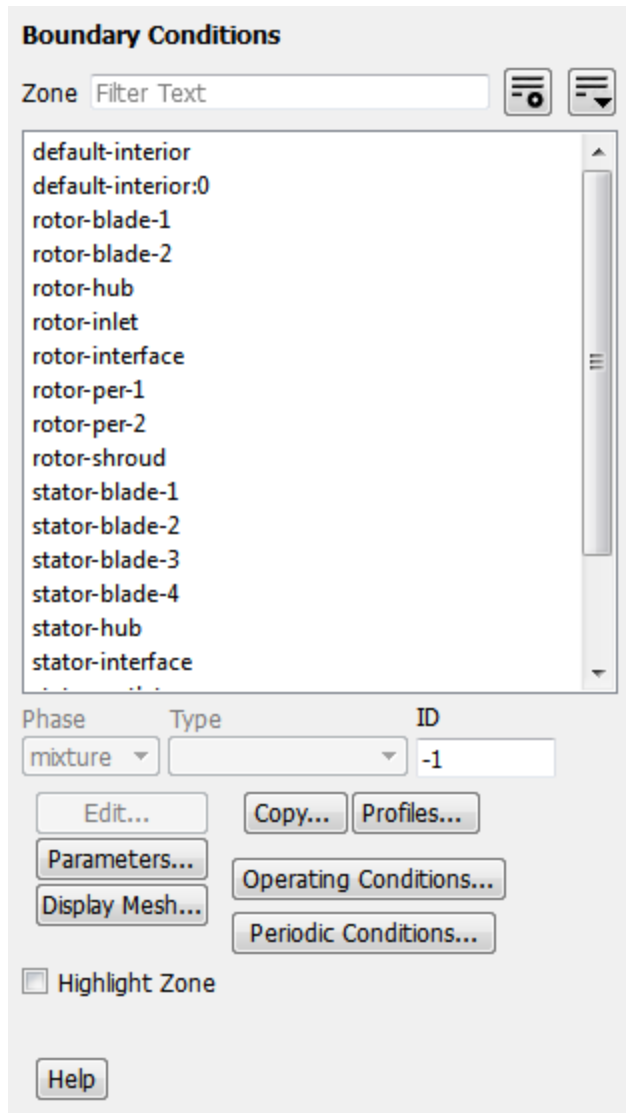 Boundary Conditions
Zone Filter Text
default-interior
default-interior:0
rotor-blade-1
rotor-blade-2
rotor-hub
rotor-inlet
rotor-interface
rotor-per-1
rotor-per-2
rotor-shroud
stator-blade-1
stator-blade-2
stator-blade-3
stator-blade-4
stator-hub
stator-interface
Phase Type ID
mixture -1
Edit... Copy... Profiles...
Parameters...
Operating Conditions...
Display Mesh...
Periodic Conditions...
Highlight Zone
Help